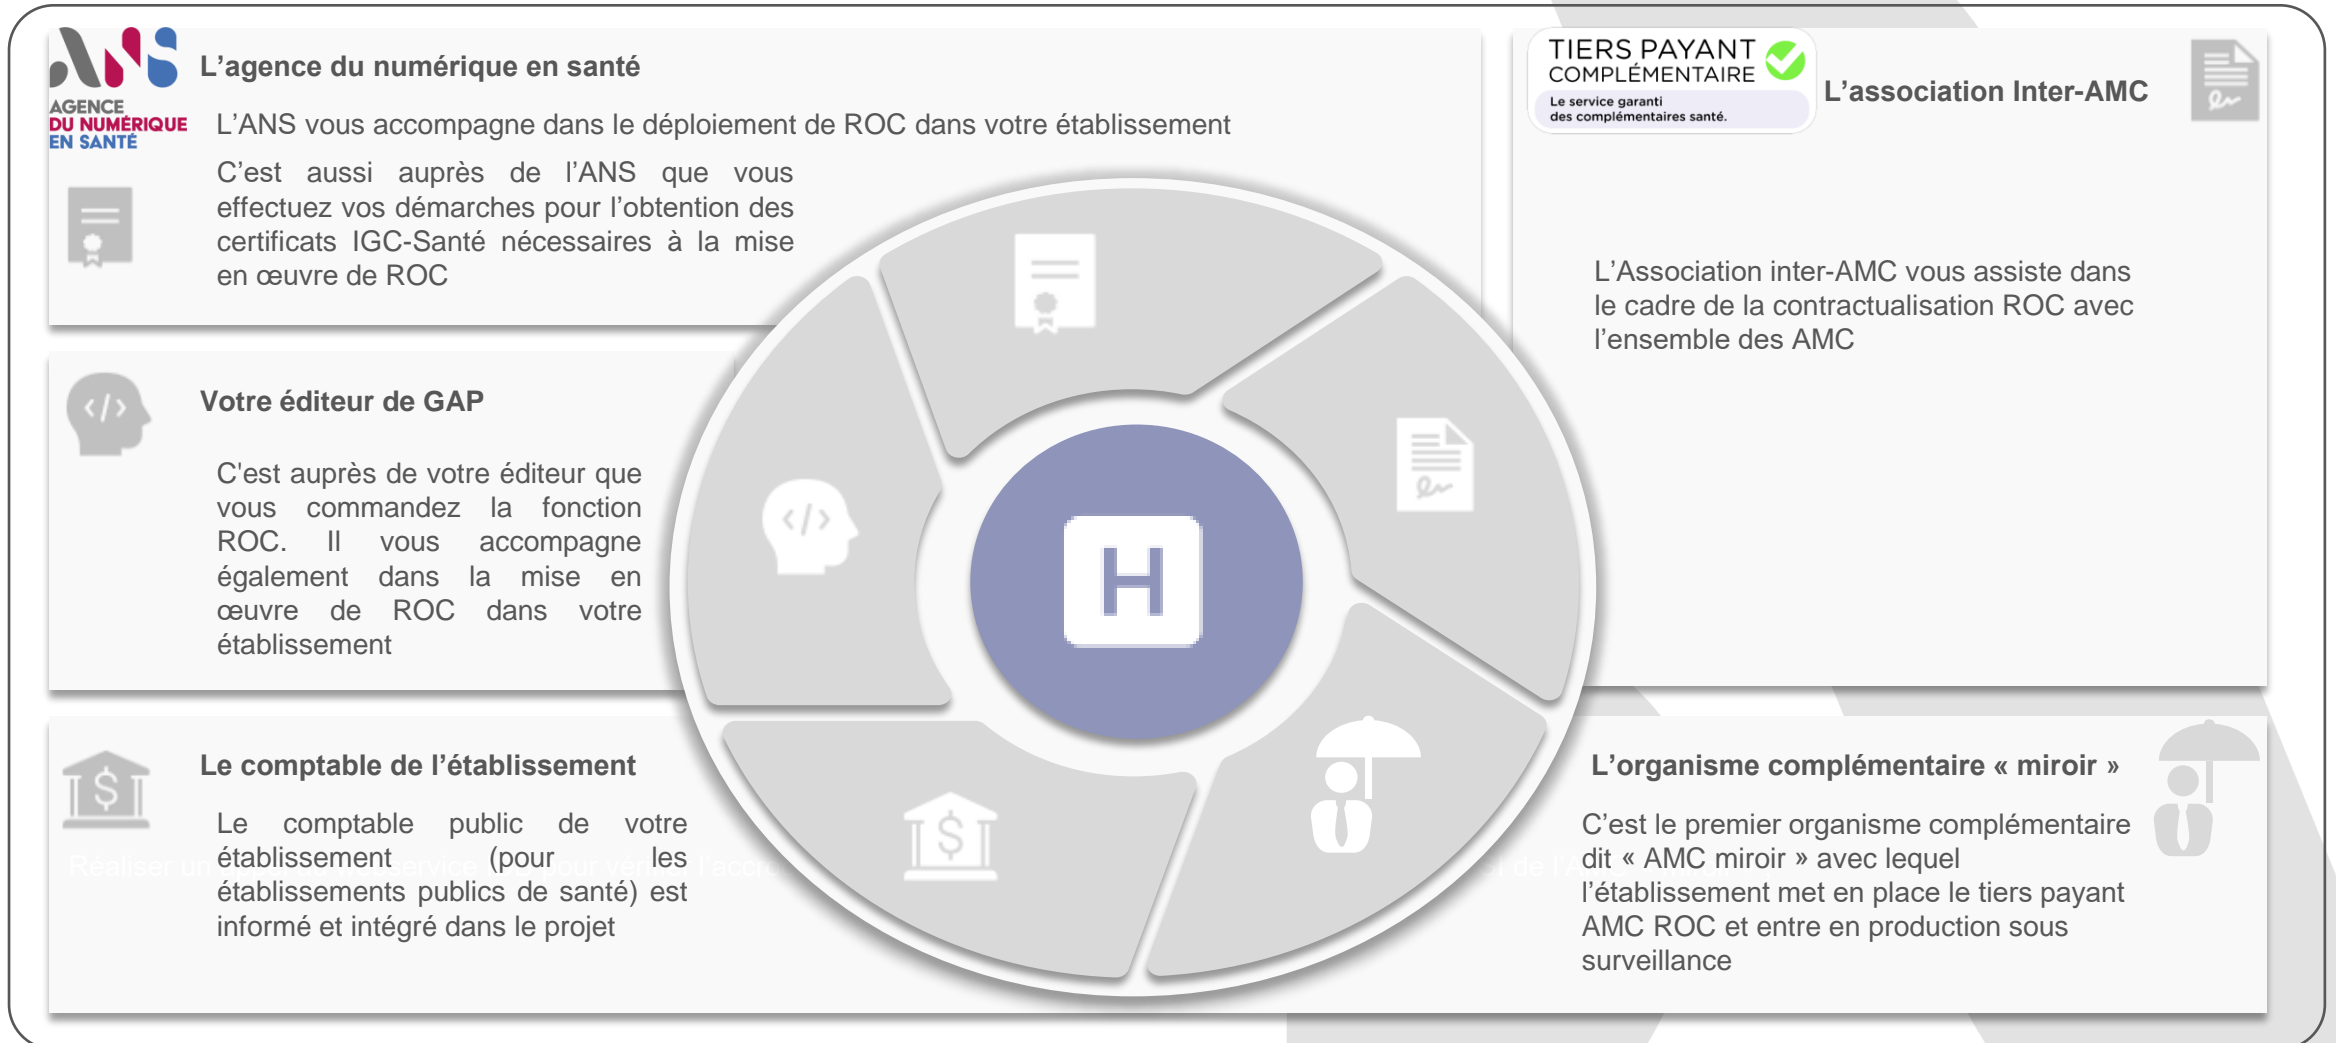 ANS
AGENCE
DU NUMÉRIQUE
EN SANTÉ
L’agence du numérique en santé
L’ANS vous accompagne dans le déploiement de ROC dans votre établissement
C’est aussi auprès de l’ANS que vous
effectuez vos démarches pour l’obtention des
certificats IGC-Santé nécessaires à la mise
en œuvre de ROC
TIERS PAYANT
COMPLÉMENTAIRE
Le service garanti
des complémentaires santé.
L’association Inter-AMC
L’Association inter-AMC vous assiste dans
le cadre de la contractualisation ROC avec
l’ensemble des AMC
</>
Votre éditeur de GAP
C'est auprès de votre éditeur que
vous commandez la fonction
ROC. Il vous accompagne
également dans la mise en
œuvre de ROC dans votre
établissement
</>
H
$
Le comptable de l’établissement
Le comptable public de votre
établissement (pour les
établissements publics de santé) est
informé et intégré dans le projet
$
L’organisme complémentaire « miroir »
C’est le premier organisme complémentaire
dit « AMC miroir » avec lequel
l’établissement met en place le tiers payant
AMC ROC et entre en production sous
surveillance
Réaliser un